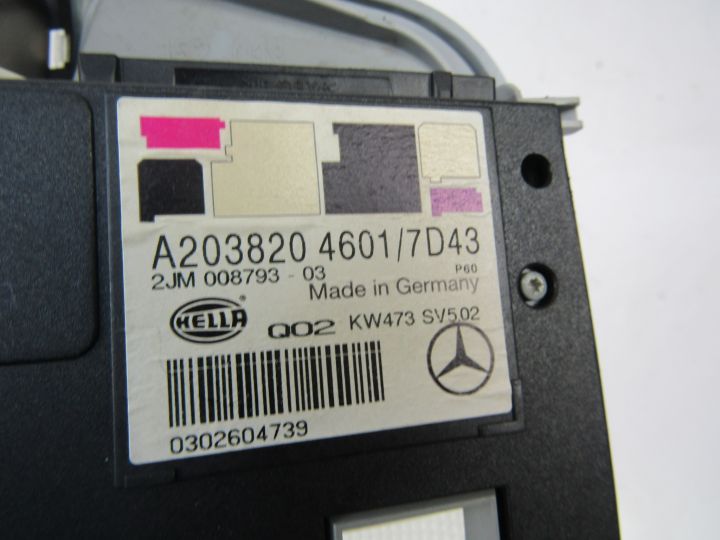 A203820 4601/7D43
2JM 008793 - 03 P60
Made in Germany
HELLA Q02 KW473 SV5.02
0302604739